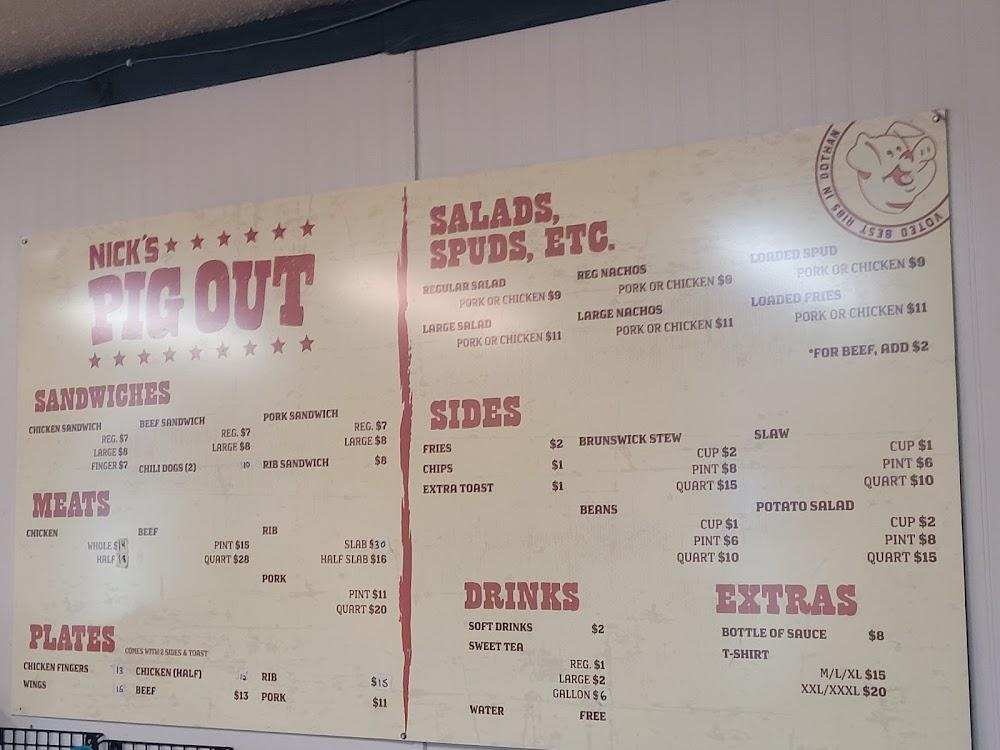 NICK'S
PIG OUT
SANDWICHES
CHICKEN SANDWICH
REG. $7
LARGE $8
FINGER $7
BEEF SANDWICH
REG. $7
LARGE $8
CHILI DOGS (2) 10
PORK SANDWICH
REG. $7
LARGE $8
RIB SANDWICH $8
MEATS
CHICKEN
WHOLE
HALF
BEEF
PINT $15
QUART $28
RIB
SLAB $30
HALF SLAB $16
PORK
PINT $11
QUART $20
PLATES COMES WITH 2 SIDES & TOAST
CHICKEN FINGERS 13
WINGS
CHICKEN (HALF)
BEEF $13
RIB $15
PORK $11
SALADS,
SPUDS, ETC.
REGULAR SALAD
PORK OR CHICKEN $9
LARGE SALAD
PORK OR CHICKEN $11
REG NACHOS
PORK OR CHICKEN $9
LARGE NACHOS
PORK OR CHICKEN $11
LOADED SPUD
PORK OR CHICKEN $9
LOADED FRIES
PORK OR CHICKEN $11
*FOR BEEF, ADD $2
VOTED BEST RIBS IN DOTHAN
SIDES
FRIES $2
CHIPS $1
EXTRA TOAST $1
BRUNSWICK STEW
CUP $2
PINT $8
QUART $15
BEANS
CUP $1
PINT $6
QUART $10
SLAW
CUP $1
PINT $6
QUART $10
POTATO SALAD
CUP $2
PINT $8
QUART $15
DRINKS
SOFT DRINKS $2
SWEET TEA
REG. $1
LARGE $2
GALLON $6
WATER FREE
EXTRAS
BOTTLE OF SAUCE $8
T-SHIRT
M/L/XL $15
XXL/XXXL $20